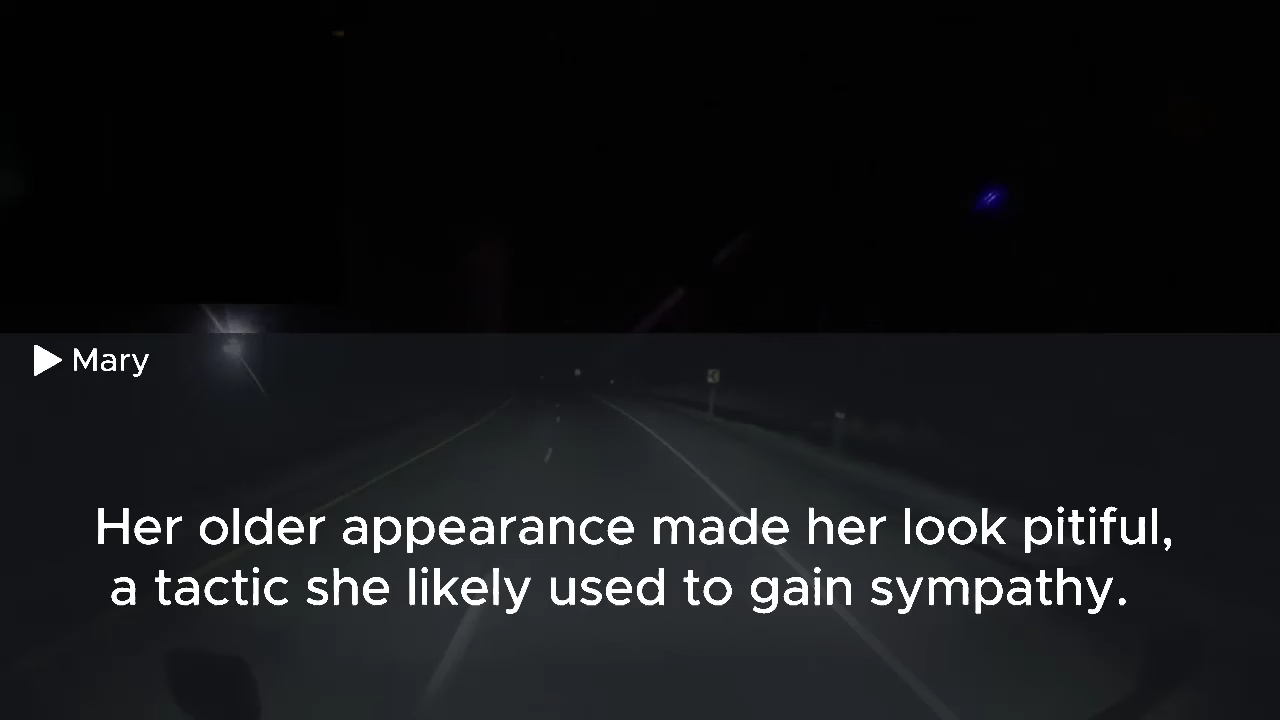 Mary
Her older appearance made her look pitiful,
a tactic she likely used to gain sympathy.